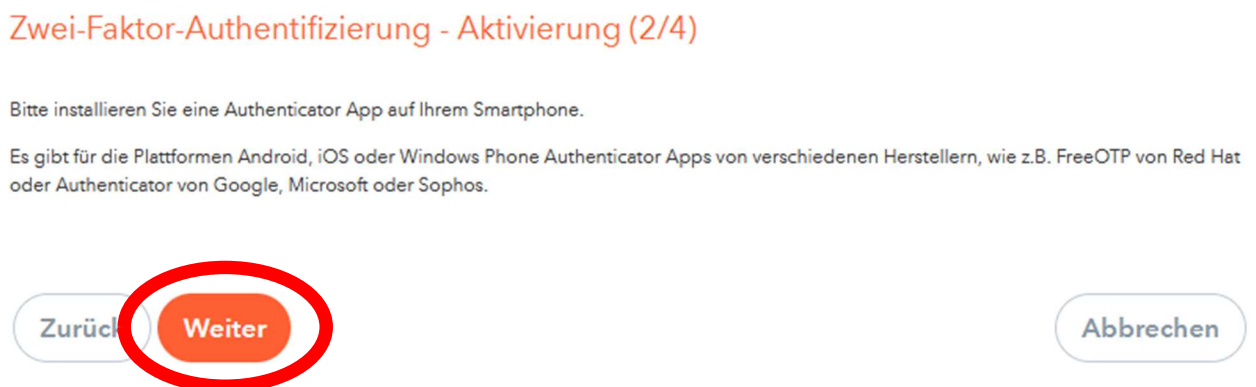 Zwei-Faktor-Authentifizierung - Aktivierung (2/4)
Bitte installieren Sie eine Authenticator App auf Ihrem Smartphone.
Es gibt für die Plattformen Android, iOS oder Windows Phone Authenticator Apps von verschiedenen Herstellern, wie z.B. FreeOTP von Red Hat
oder Authenticator von Google, Microsoft oder Sophos.
Zurück Weiter Abbrechen